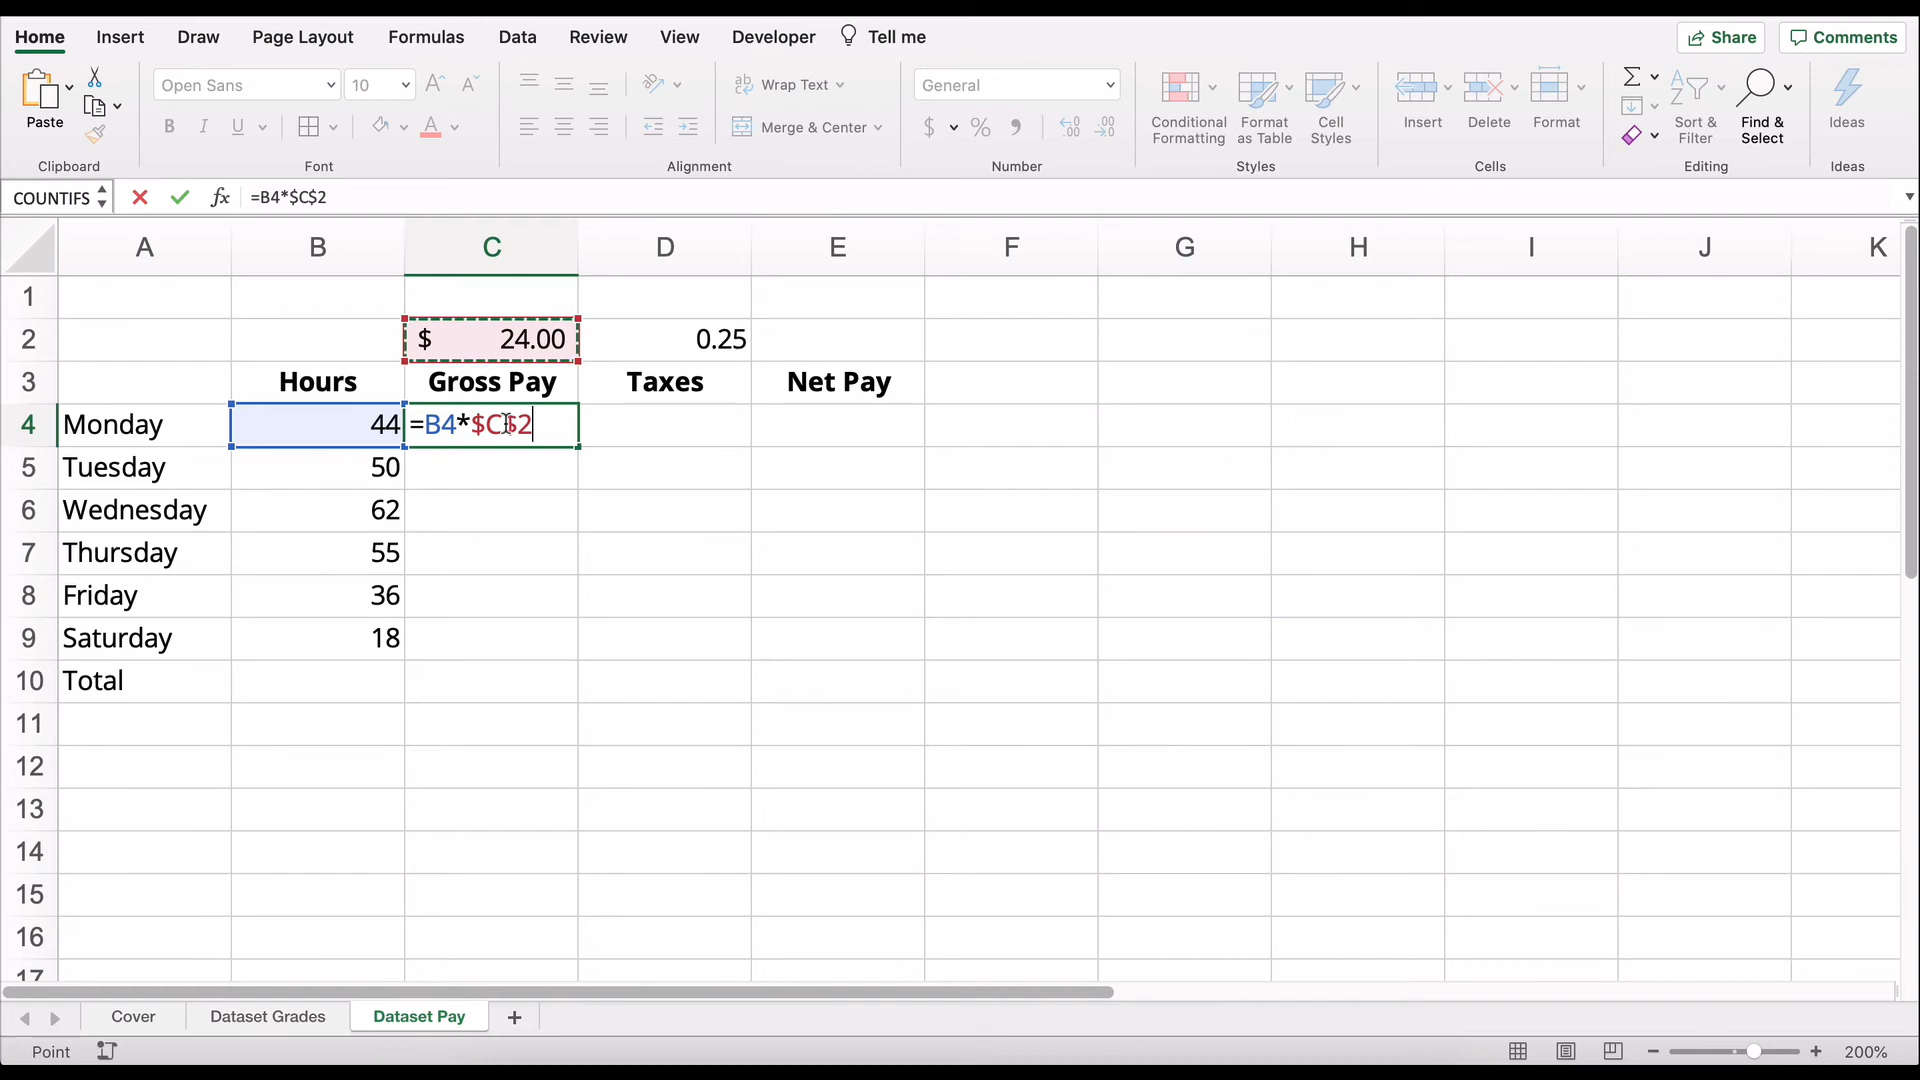 Home Insert Draw Page Layout Formulas Data Review View Developer Tell me Share Comments
Open Sans 10 Wrap Text General
Paste B I U A Merge & Center $ % Conditional Formatting Format as Table Cell Styles Insert Delete Format Sort & Filter Find & Select Ideas
Clipboard Font Alignment Number Styles Cells Editing Ideas
COUNTIFS fx =B4*$C$2
A B C D E F G H I J K
1
2 $ 24.00 0.25
3 Hours Gross Pay Taxes Net Pay
4 Monday 44 =B4*$C$2
5 Tuesday 50
6 Wednesday 62
7 Thursday 55
8 Friday 36
9 Saturday 18
10 Total
11
12
13
14
15
16
17
Cover Dataset Grades Dataset Pay +
Point 200%